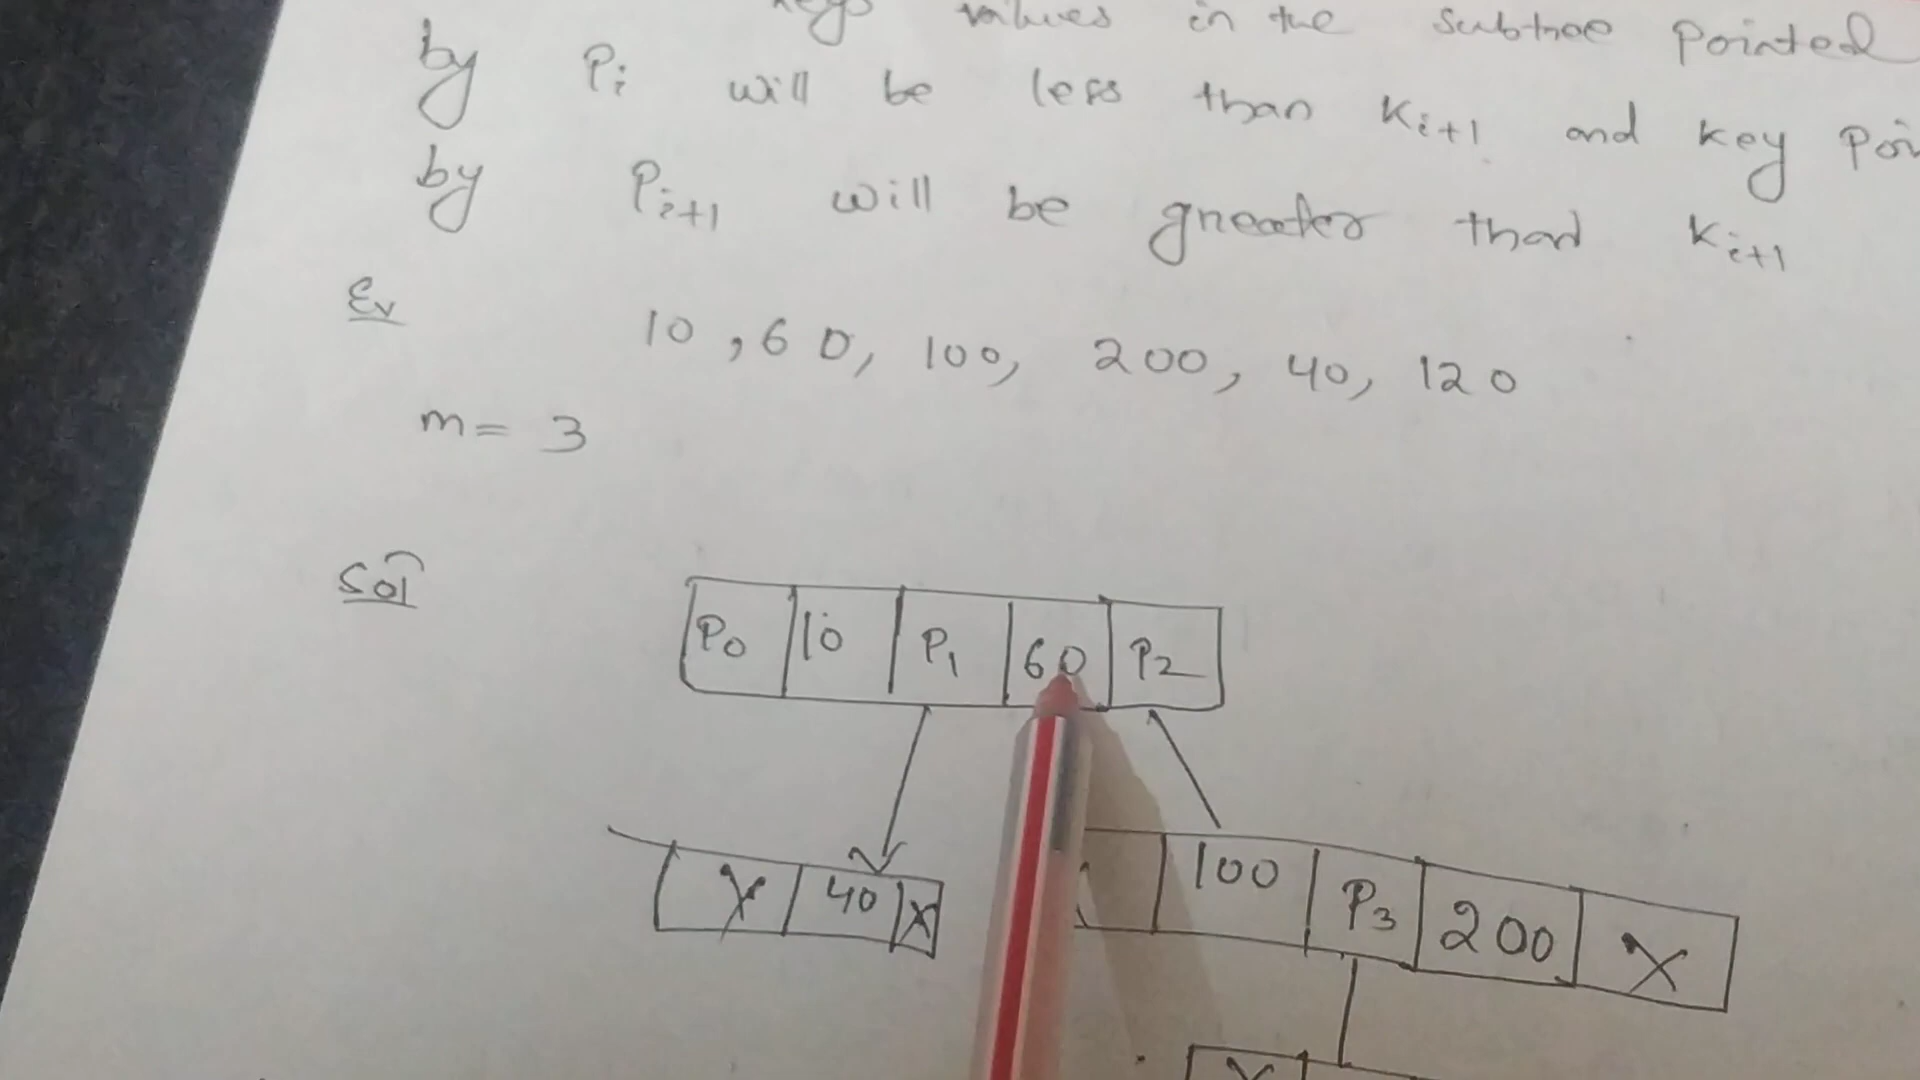 keys values in the subtree pointed
by Pi will be less than Ki+1 and key
by Pi+1 will be greater than Ki+1
Ex 10, 60, 100, 200, 40, 120
m = 3
Sol
P0 10 P1 60 P2
X 40 X
100 P3 200 X
X